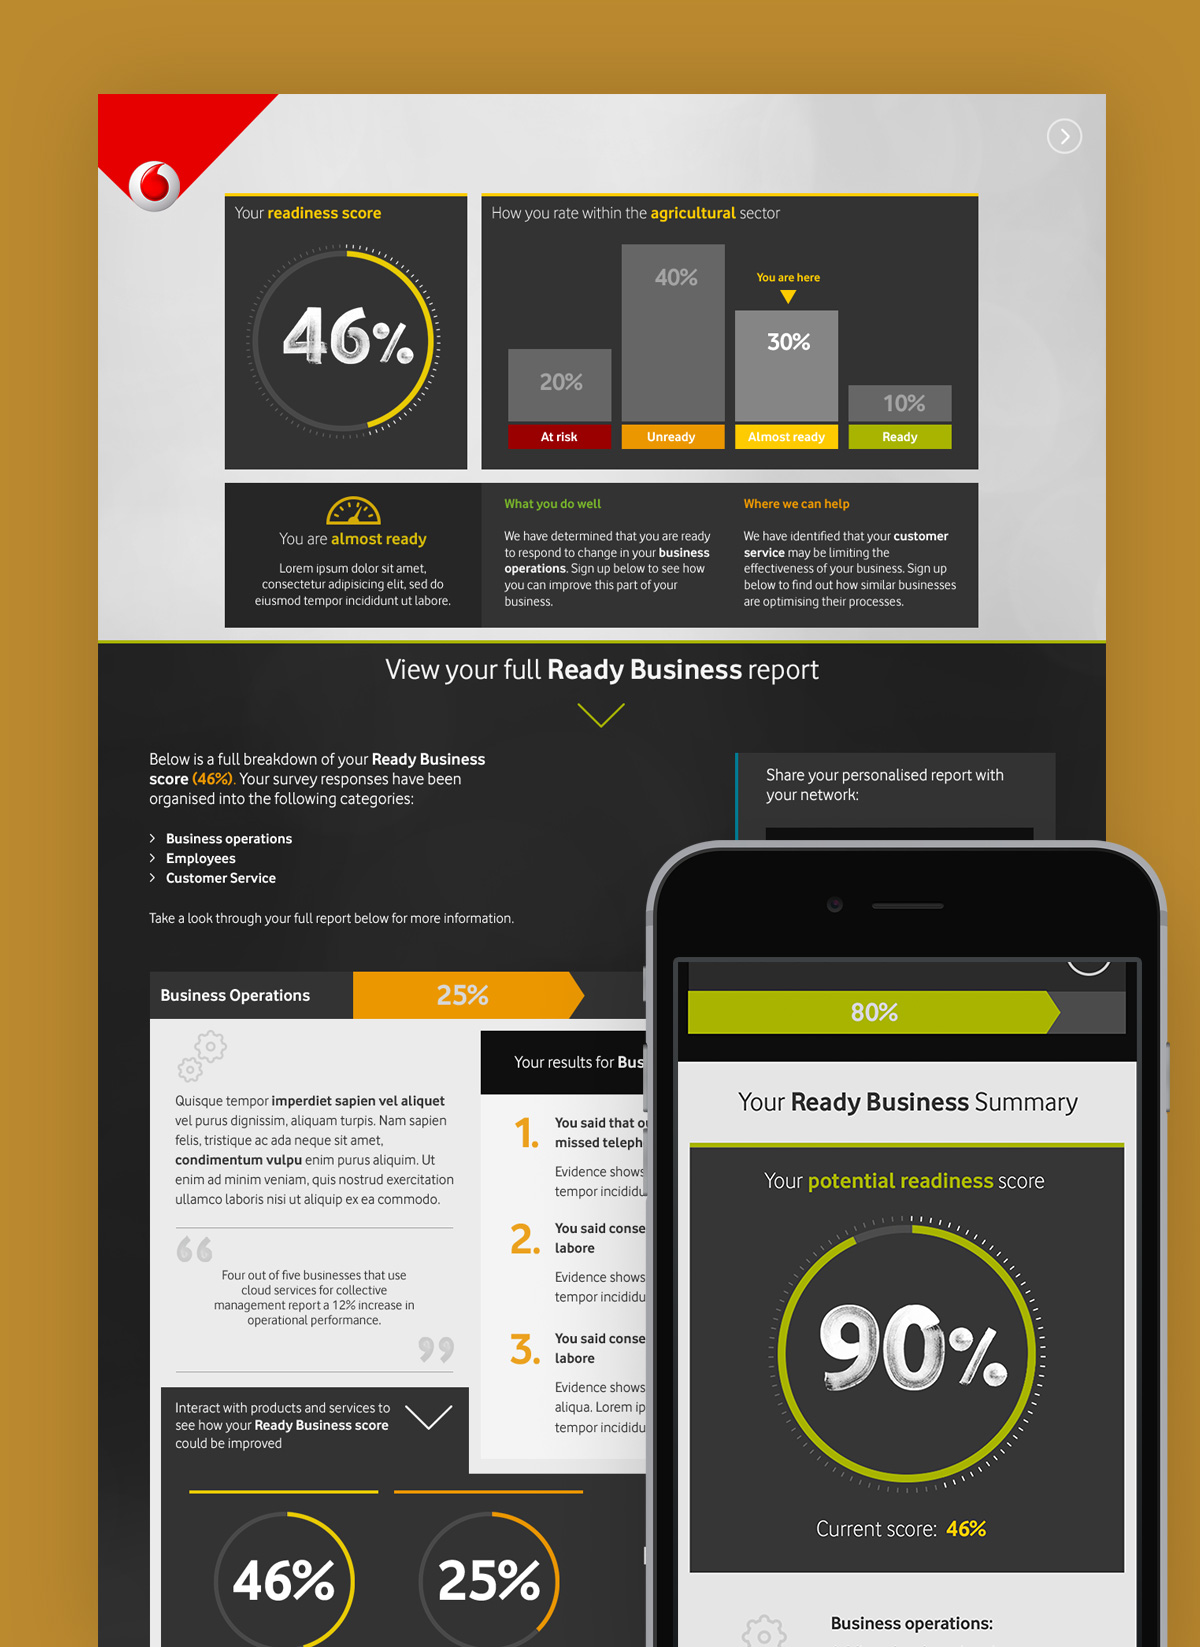 Your readiness score
46%
How you rate within the agricultural sector
20%
40%
You are here
30%
10%
At risk
Unready
Almost ready
Ready
You are almost ready
Lorem ipsum dolor sit amet,
consectetur adipisicing elit, sed do
eiusmod tempor incididunt ut labore.
What you do well
We have determined that you are ready
to respond to change in your business
operations. Sign up below to see how
you can improve this part of your
business.
Where we can help
We have identified that your customer
service may be limiting the
effectiveness of your business. Sign up
below to find out how similar businesses
are optimising their processes.
View your full Ready Business report
Below is a full breakdown of your Ready Business
score (46%). Your survey responses have been
organised into the following categories:
Business operations
Employees
Customer Service
Take a look through your full report below for more information.
Share your personalised report with
your network:
Business Operations
25%
Quisque tempor imperdiet sapien vel aliquet
vel purus dignissim, aliquam turpis. Nam sapien
felis, tristique ac ada neque sit amet,
condimentum vulpu enim purus aliquim. Ut
enim ad minim veniam, quis nostrud exercitation
ullamco laboris nisi ut aliquip ex ea commodo.
“
Four out of five businesses that use
cloud services for collective
management report a 12% increase in
operational performance.
”
Your results for Bus
1. You said that o
missed teleph
Evidence shows
tempor incididu
2. You said conse
labore
Evidence shows
tempor incididu
3. You said conse
labore
Evidence shows
aliqua. Lorem ip
tempor incididu
Interact with products and services to
see how your Ready Business score
could be improved
46%
25%
80%
Your Ready Business Summary
Your potential readiness score
90%
Current score: 46%
Business operations: